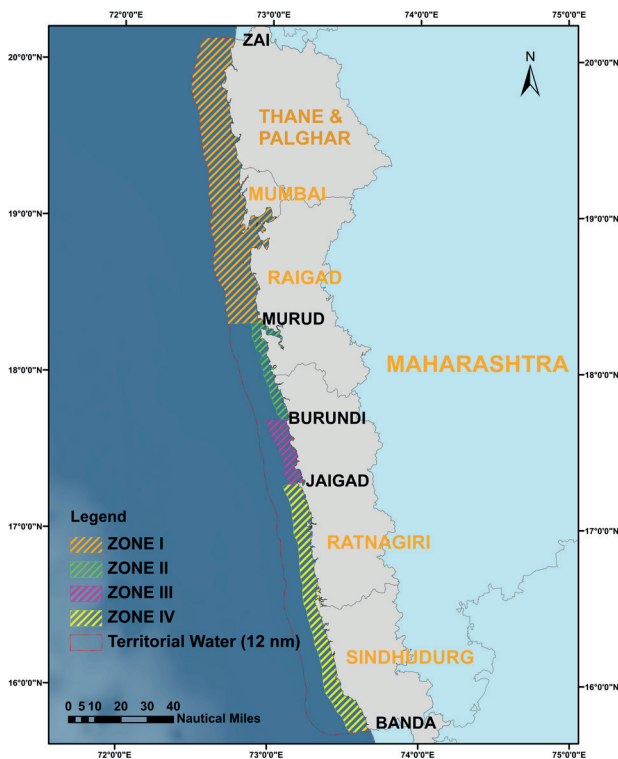 72°0'0"E
73°0'0"E
74°0'0"E
75°0'0"E
ZAI
N
20°0'0"N
20°0'0"N
THANE &
PALGHAR
MUMBAI
19°0'0"N
19°0'0"N
RAIGAD
MURUD
18°0'0"N
18°0'0"N
MAHARASHTRA
BURUNDI
JAIGAD
Legend
17°0'0"N
17°0'0"N
ZONE I
RATNAGIRI
ZONE II
ZONE III
ZONE IV
Territorial Water (12 nm)
SINDHUDURG
16°0'0"N
16°0'0"N
0 5 10 20 30 40
Nautical Miles
BANDA
72°0'0"E
73°0'0"E
74°0'0"E
75°0'0"E